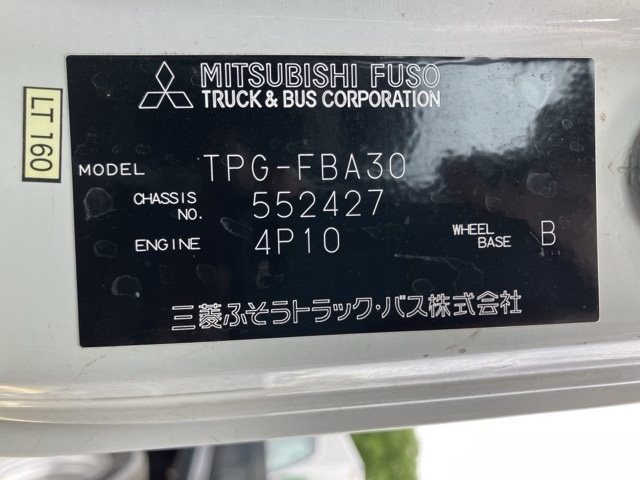 MITSUBISHI FUSO
TRUCK & BUS CORPORATION
LT 160
MODEL TPG-FBA30
CHASSIS NO. 552427
ENGINE 4P10 WHEEL BASE B
三菱ふそうトラック・バス株式会社